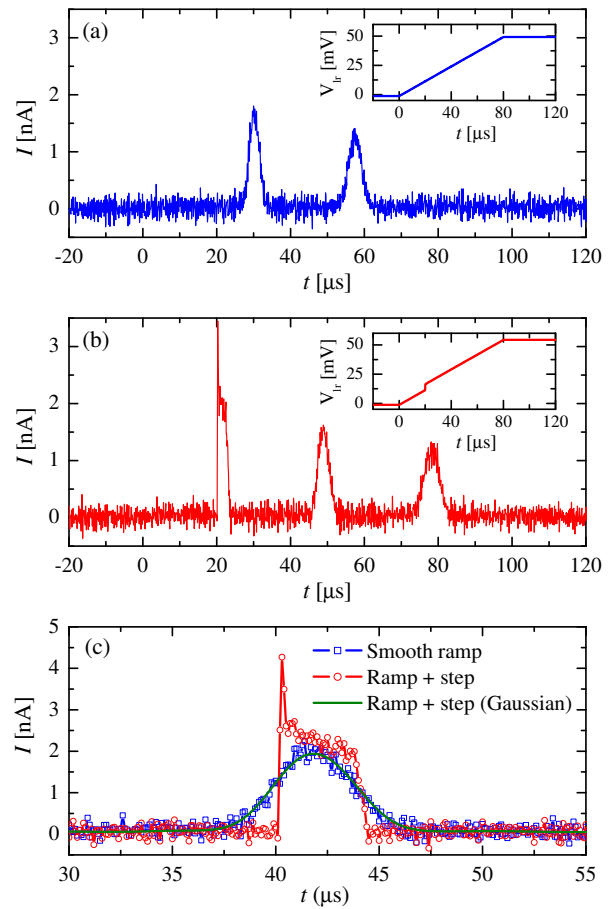 (a)
I [nA]
3
2
1
0
-20 0 20 40 60 80 100 120
t [µs]
V_lr [mV]
50
25
0
0 40 80 120
t [µs]
(b)
I [nA]
3
2
1
0
-20 0 20 40 60 80 100 120
t [µs]
V_lr [mV]
50
25
0
0 40 80 120
t [µs]
(c)
I [nA]
5
4
3
2
1
0
Smooth ramp
Ramp + step
Ramp + step (Gaussian)
30 35 40 45 50 55
t (µs)